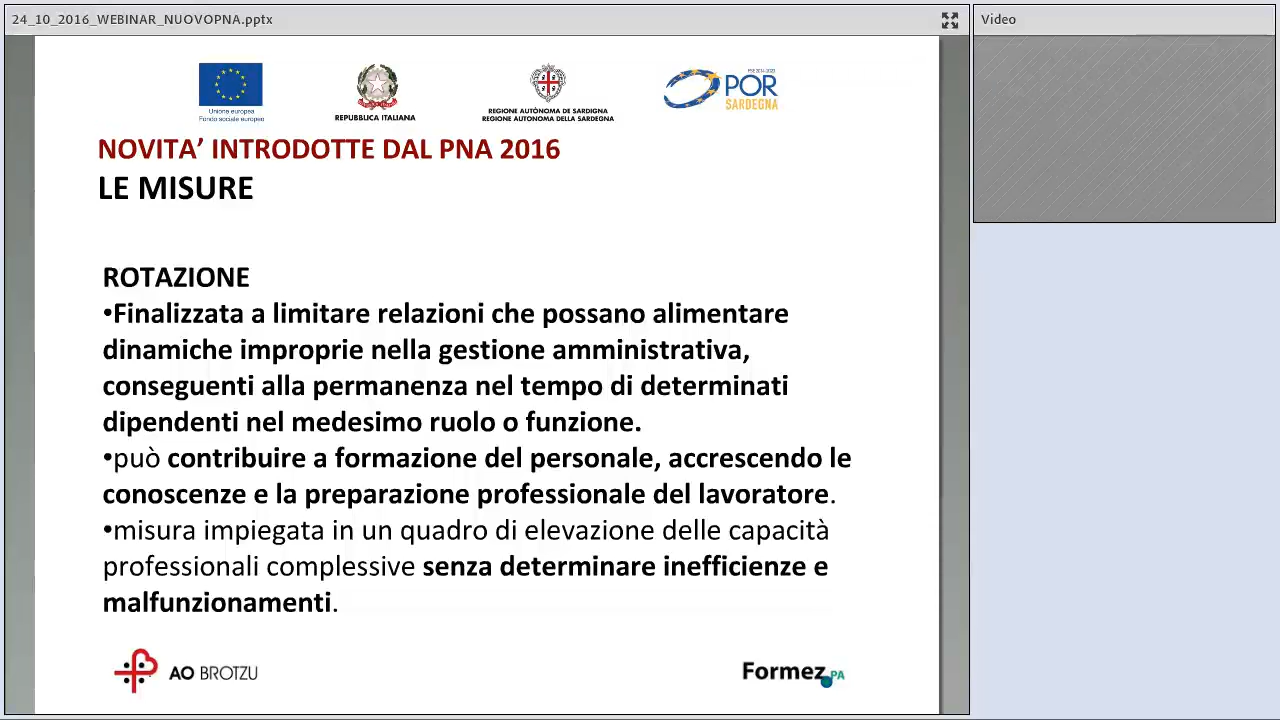 24_10_2016_WEBINAR_NUOVOPNA.pptx
Video
Unione europea
Fondo sociale europeo
REPUBBLICA ITALIANA
REGIONE AUTÒNOMA DE SARDIGNA
REGIONE AUTONOMA DELLA SARDEGNA
FSE 2014-2020
POR
SARDEGNA
NOVITA’ INTRODOTTE DAL PNA 2016
LE MISURE
ROTAZIONE
•Finalizzata a limitare relazioni che possano alimentare
dinamiche improprie nella gestione amministrativa,
conseguenti alla permanenza nel tempo di determinati
dipendenti nel medesimo ruolo o funzione.
•può contribuire a formazione del personale, accrescendo le
conoscenze e la preparazione professionale del lavoratore.
•misura impiegata in un quadro di elevazione delle capacità
professionali complessive senza determinare inefficienze e
malfunzionamenti.
AO BROTZU
Formez PA